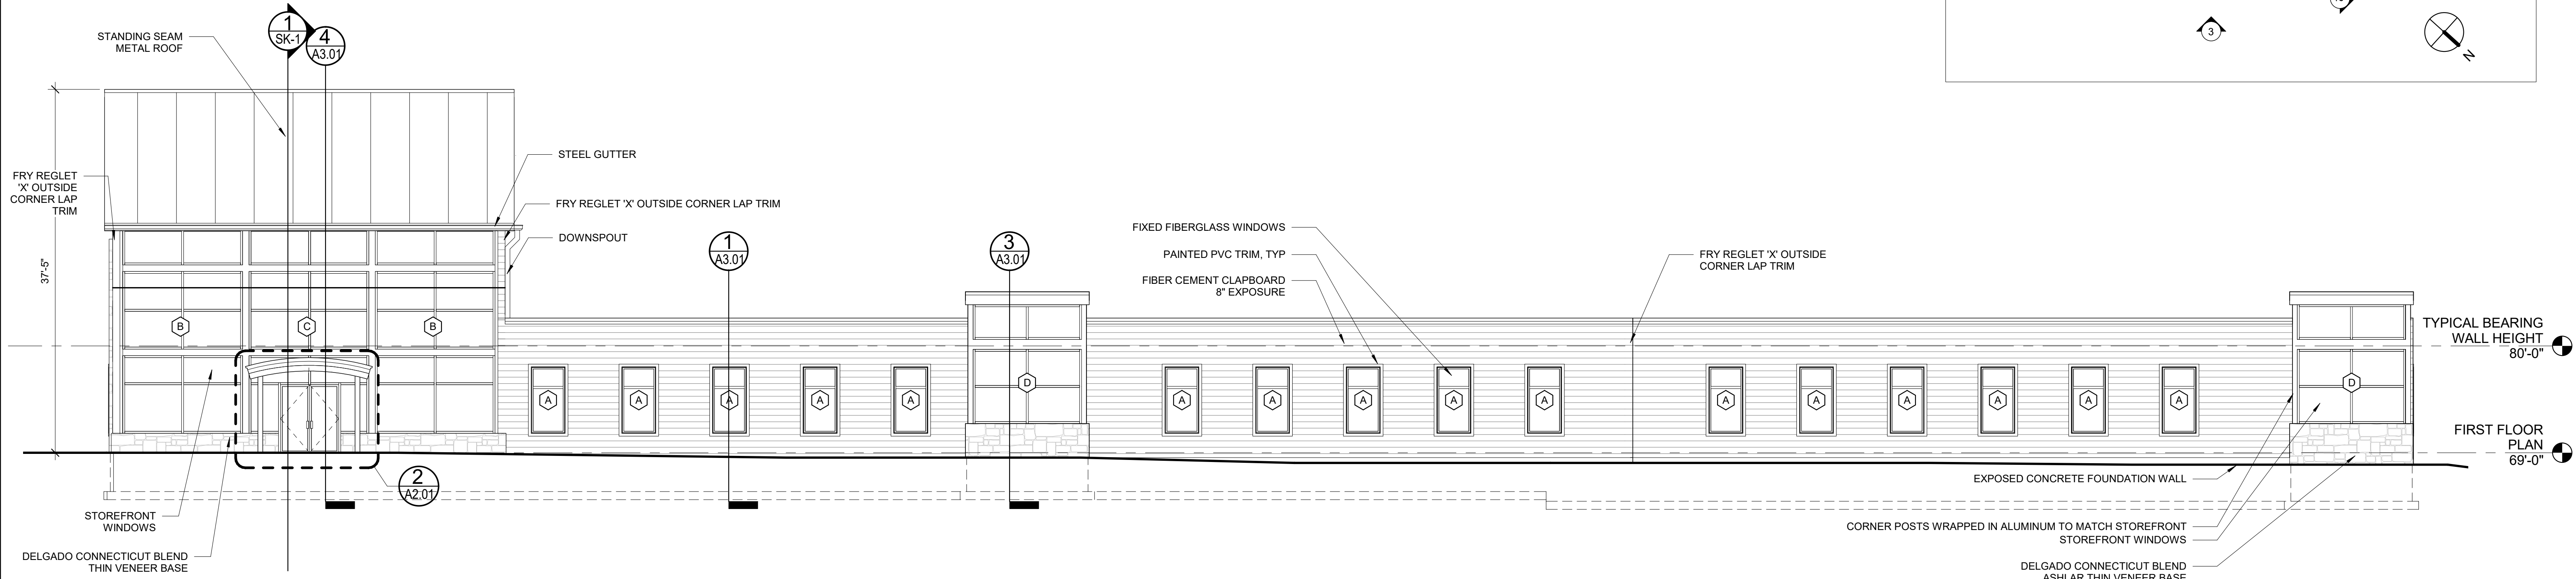 1
SK-1
4
A3.01
STANDING SEAM
METAL ROOF
3
N
FRY REGLET
'X' OUTSIDE
CORNER LAP
TRIM
37'-5"
STEEL GUTTER
FRY REGLET 'X' OUTSIDE CORNER LAP TRIM
DOWNSPOUT
1
A3.01
3
A3.01
FIXED FIBERGLASS WINDOWS
PAINTED PVC TRIM, TYP
FIBER CEMENT CLAPBOARD
8" EXPOSURE
FRY REGLET 'X' OUTSIDE
CORNER LAP TRIM
TYPICAL BEARING
WALL HEIGHT
80'-0"
B
C
B
A
A
A
A
A
D
A
A
A
A
A
A
A
A
A
A
A
D
FIRST FLOOR
PLAN
69'-0"
2
A2.01
EXPOSED CONCRETE FOUNDATION WALL
STOREFRONT
WINDOWS
CORNER POSTS WRAPPED IN ALUMINUM TO MATCH STOREFRONT
STOREFRONT WINDOWS
DELGADO CONNECTICUT BLEND
THIN VENEER BASE
DELGADO CONNECTICUT BLEND
ASHLAR THIN VENEER BASE